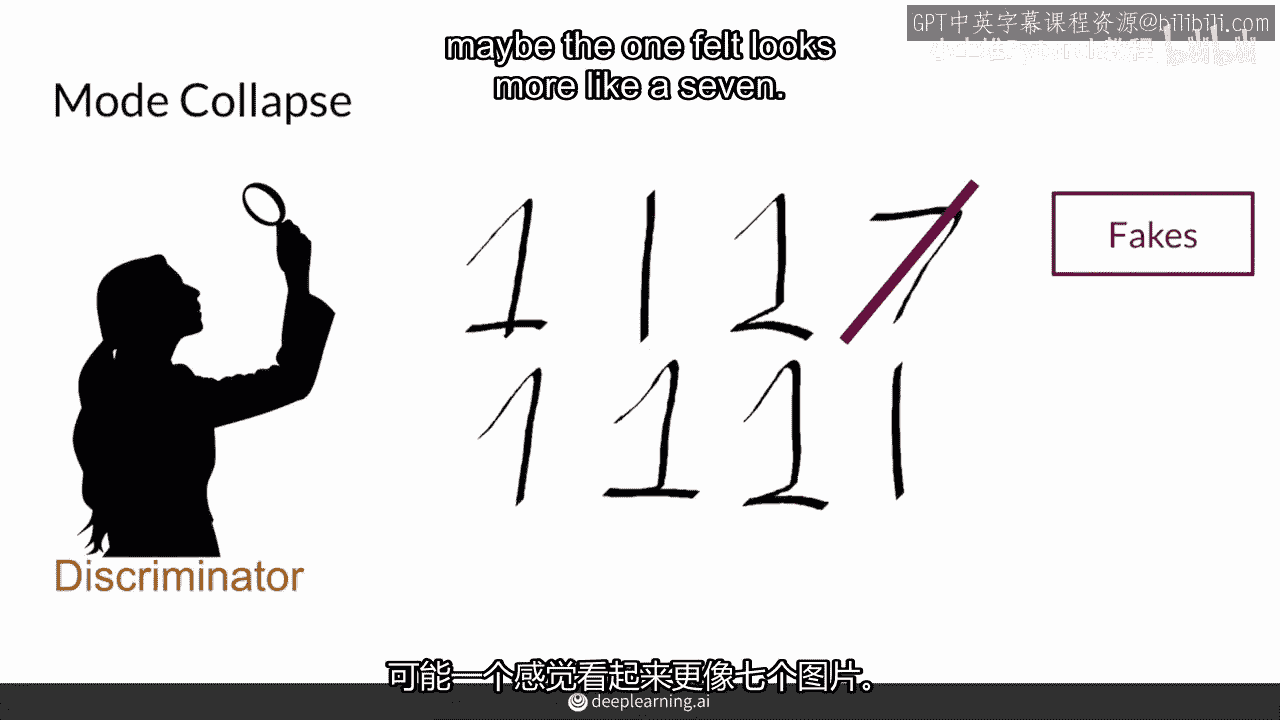 GPT中英字幕课程资源@bilibili.com
bilibili
maybe the one felt looks
more like a seven.
Mode Collapse
1 1 1 7
Fakes
1 1 1 1
Discriminator
可能一个感觉看起来更像七个图片。
deeplearning.ai